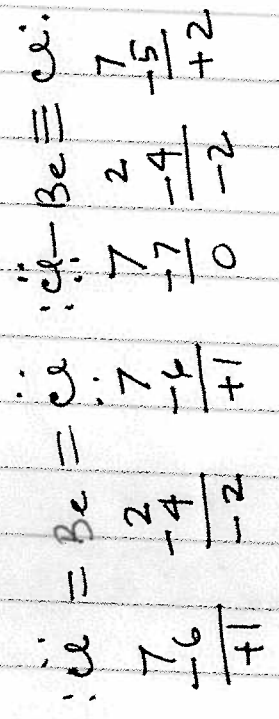 :Cl = Be = Cl: :Cl – Be ≡ Cl:
7 2 7 7 2 7
-6 -4 -6 -7 -4 -5
+1 -2 +1 0 -2 +2